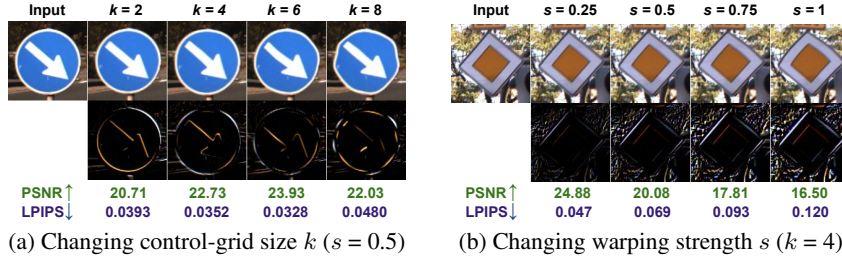 Input k = 2 k = 4 k = 6 k = 8
PSNR↑ 20.71 22.73 23.93 22.03
LPIPS↓ 0.0393 0.0352 0.0328 0.0480
(a) Changing control-grid size k (s = 0.5)
Input s = 0.25 s = 0.5 s = 0.75 s = 1
PSNR↑ 24.88 20.08 17.81 16.50
LPIPS↓ 0.047 0.069 0.093 0.120
(b) Changing warping strength s (k = 4)